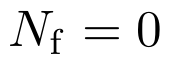 N_f = 0